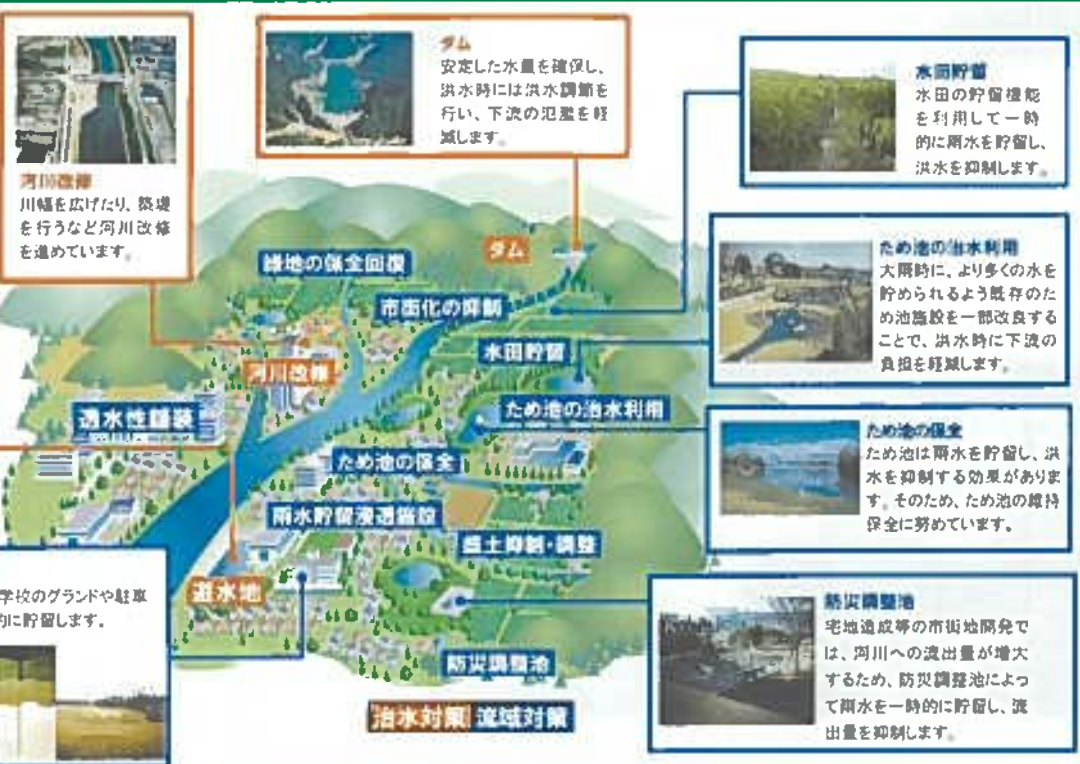 河川改修
川幅を広げたり、築堤
を行うなど河川改修
を進めています。
ダム
安定した水量を確保し、
洪水時には洪水調節を
行い、下流の氾濫を軽
減します。
水田貯留
水田の貯留機能
を利用して一時
的に雨水を貯留し、
洪水を抑制します。
ため池の治水利用
大雨時に、より多くの水を
貯められるよう既存のた
め池施設を一部改良する
ことで、洪水時に下流の
負担を軽減します。
ため池の保全
ため池は雨水を貯留し、洪
水を抑制する効果がありま
す。そのため、ため池の維持
保全に努めています。
防災調整池
宅地造成等の市街地開発で
は、河川への流出量が増大
するため、防災調整池によっ
て雨水を一時的に貯留し、流
出量を抑制します。
学校のグランドや駐車
的に貯留します。
ダム
緑地の保全回復
市街化の抑制
水田貯留
河川改修
透水性舗装
ため池の治水利用
ため池の保全
雨水貯留浸透施設
盛土抑制・調整
遊水地
防災調整池
治水対策 流域対策